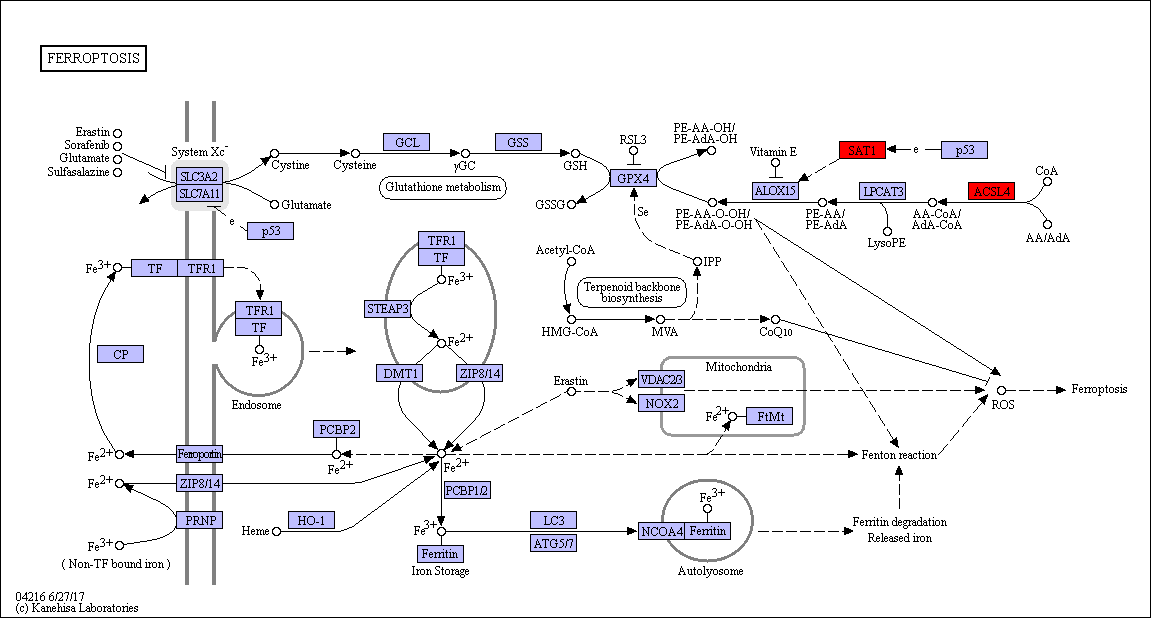 FERROPTOSIS
Erastin
Sorafenib
Glutamate
Sulfasalazine
System Xc-
SLC3A2
SLC7A11
e
p53
Cystine
Glutamate
Cysteine
GCL
γGC
Glutathione metabolism
GSS
GSH
GSSG
RSL3
GPX4
Se
PE-AA-OH/
PE-AdA-OH
PE-AA-O-OH/
PE-AdA-O-OH
Vitamin E
ALOX15
SAT1
e
p53
PE-AA/
PE-AdA
LPCAT3
LysoPE
AA-CoA/
AdA-CoA
ACSL4
CoA
AA/AdA
Fe3+
TF
TFR1
TFR1
TF
Fe3+
Endosome
CP
TFR1
TF
Fe3+
STEAP3
Fe2+
DMT1
ZIP8/14
Acetyl-CoA
Terpenoid backbone
biosynthesis
IPP
HMG-CoA
MVA
CoQ10
Erastin
VDAC2/3
NOX2
Mitochondria
Fe2+
FtMt
ROS
Ferroptosis
Fe2+
Ferroportin
PCBP2
Fe2+
Fe2+
Fenton reaction
Fe2+
ZIP8/14
PRNP
Fe3+
( Non-TF bound iron )
Heme
HO-1
PCBP1/2
Fe3+
Ferritin
Iron Storage
LC3
ATG5/7
Fe3+
NCOA4
Ferritin
Autolyosome
Ferritin degradation
Released iron
04216 6/27/17
(c) Kanehisa Laboratories